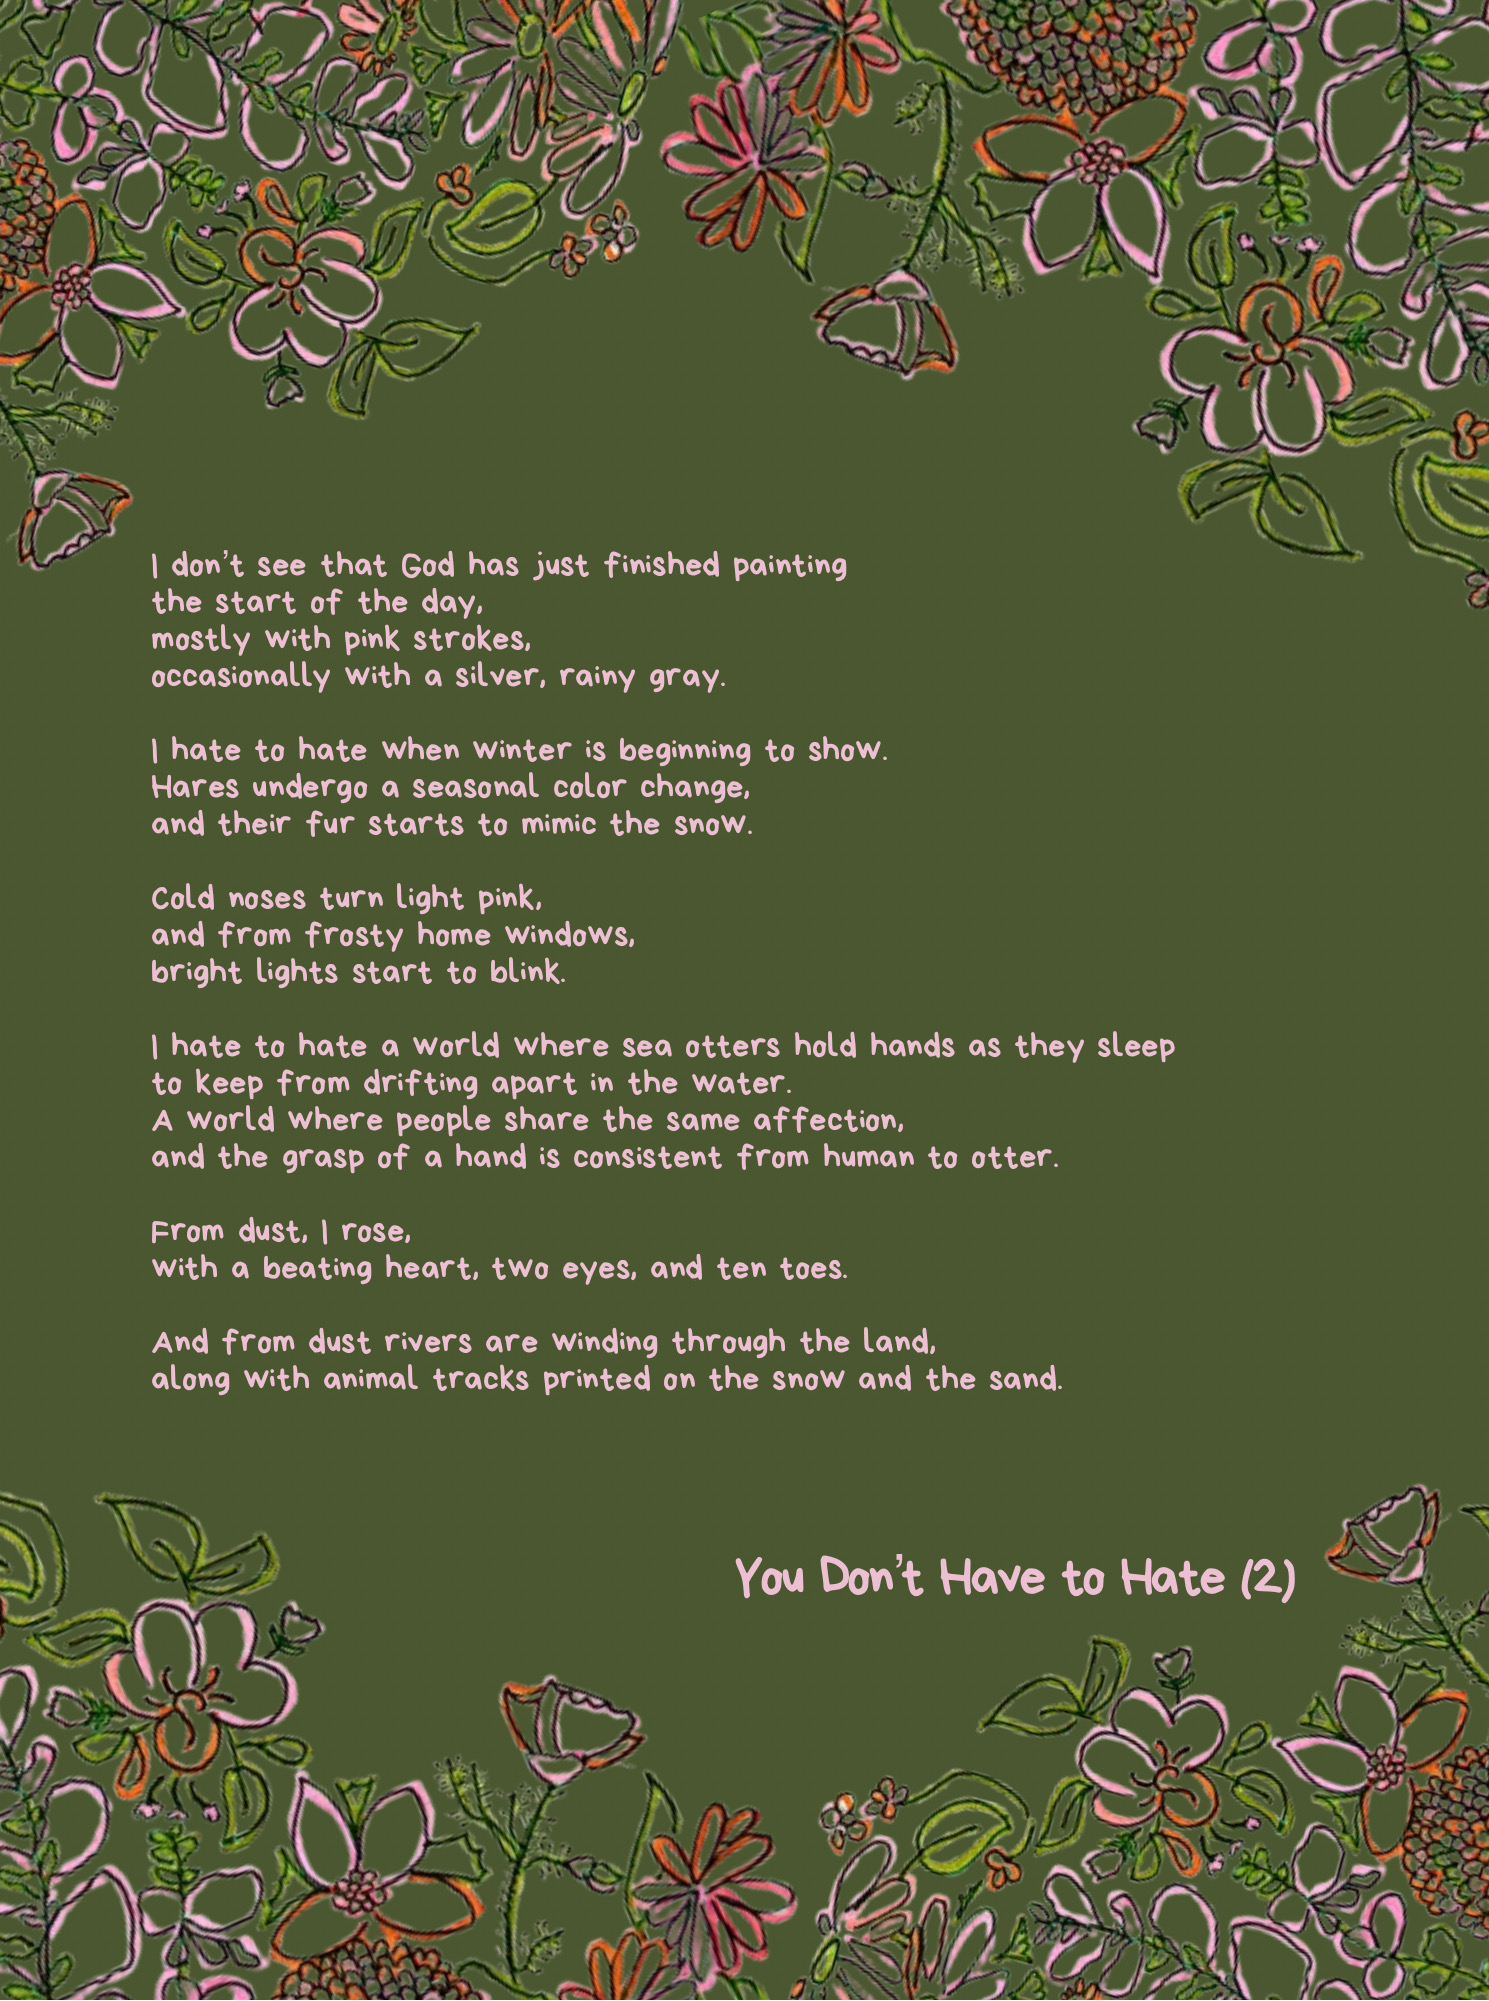 I don't see that God has just finished painting
the start of the day,
mostly with pink strokes,
occasionally with a silver, rainy gray.
I hate to hate when winter is beginning to show.
Hares undergo a seasonal color change,
and their fur starts to mimic the snow.
Cold noses turn light pink,
and from frosty home windows,
bright lights start to blink.
I hate to hate a world where sea otters hold hands as they sleep
to keep from drifting apart in the water.
A world where people share the same affection,
and the grasp of a hand is consistent from human to otter.
From dust, I rose,
with a beating heart, two eyes, and ten toes.
And from dust rivers are winding through the land,
along with animal tracks printed on the snow and the sand.
You Don't Have to Hate (2)